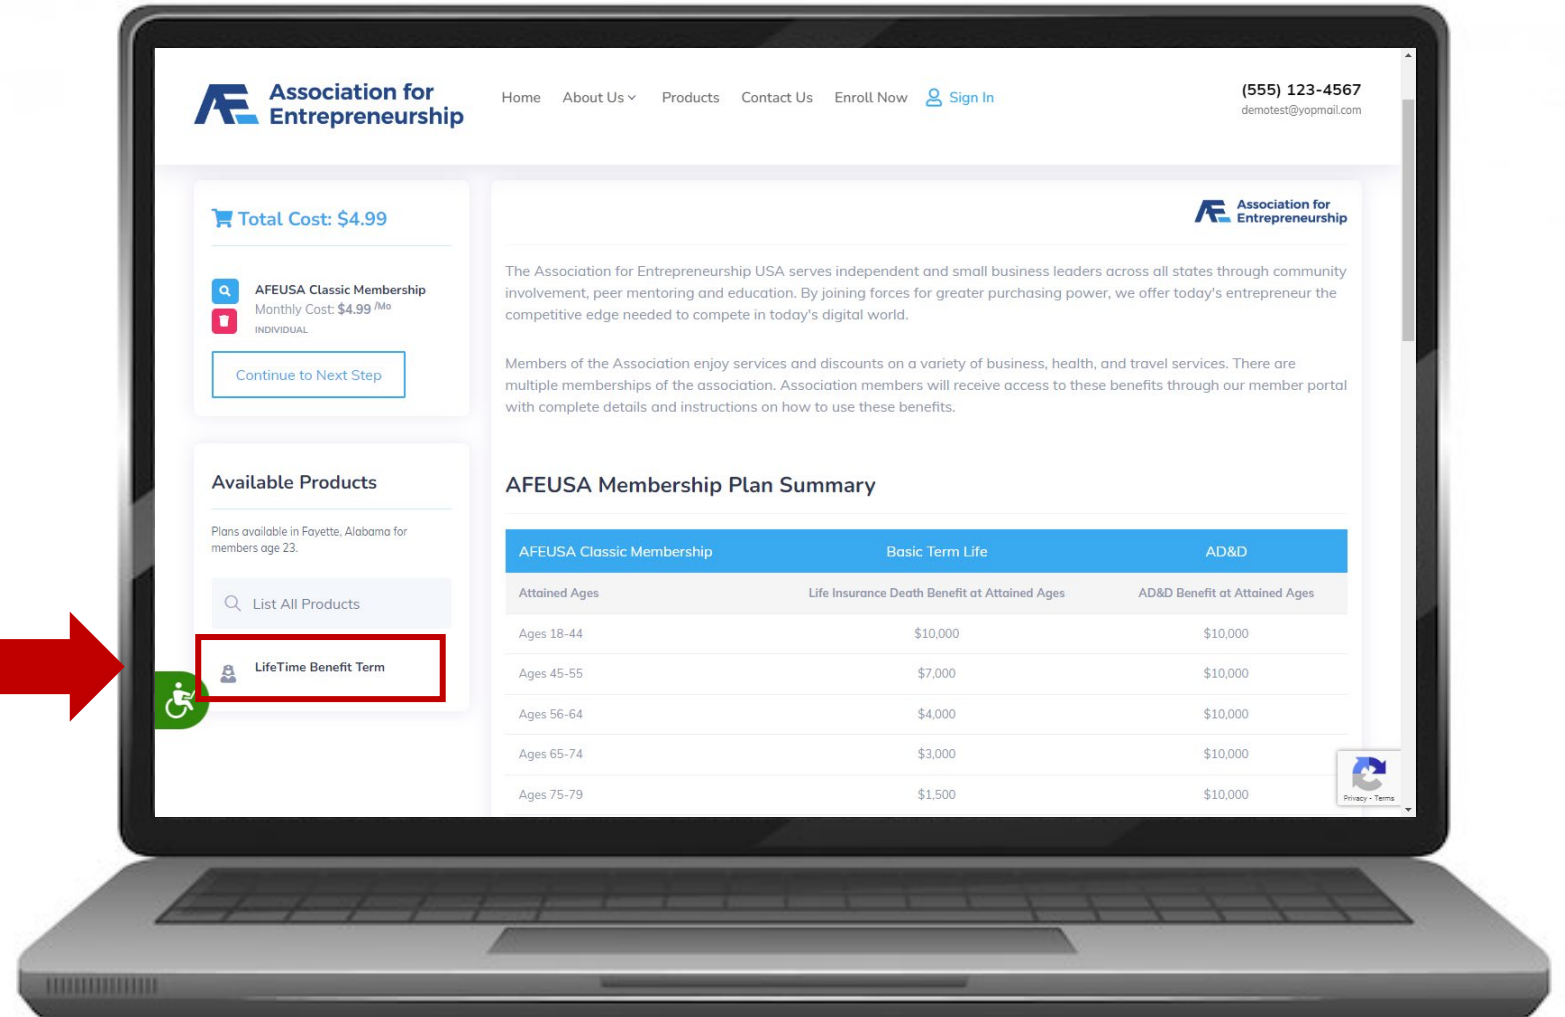 Association for
Entrepreneurship
Home About Us Products Contact Us Enroll Now Sign In
(555) 123-4567
demotest@yopmail.com
Total Cost: $4.99
AFEUSA Classic Membership
Monthly Cost: $4.99 /Mo
INDIVIDUAL
Continue to Next Step
Available Products
Plans available in Fayette, Alabama for
members age 23.
List All Products
LifeTime Benefit Term
Association for
Entrepreneurship
The Association for Entrepreneurship USA serves independent and small business leaders across all states through community
involvement, peer mentoring and education. By joining forces for greater purchasing power, we offer today's entrepreneur the
competitive edge needed to compete in today's digital world.
Members of the Association enjoy services and discounts on a variety of business, health, and travel services. There are
multiple memberships of the association. Association members will receive access to these benefits through our member portal
with complete details and instructions on how to use these benefits.
AFEUSA Membership Plan Summary
AFEUSA Classic Membership Basic Term Life AD&D
Attained Ages Life Insurance Death Benefit at Attained Ages AD&D Benefit at Attained Ages
Ages 18-44 $10,000 $10,000
Ages 45-55 $7,000 $10,000
Ages 56-64 $4,000 $10,000
Ages 65-74 $3,000 $10,000
Ages 75-79 $1,500 $10,000
Privacy - Terms